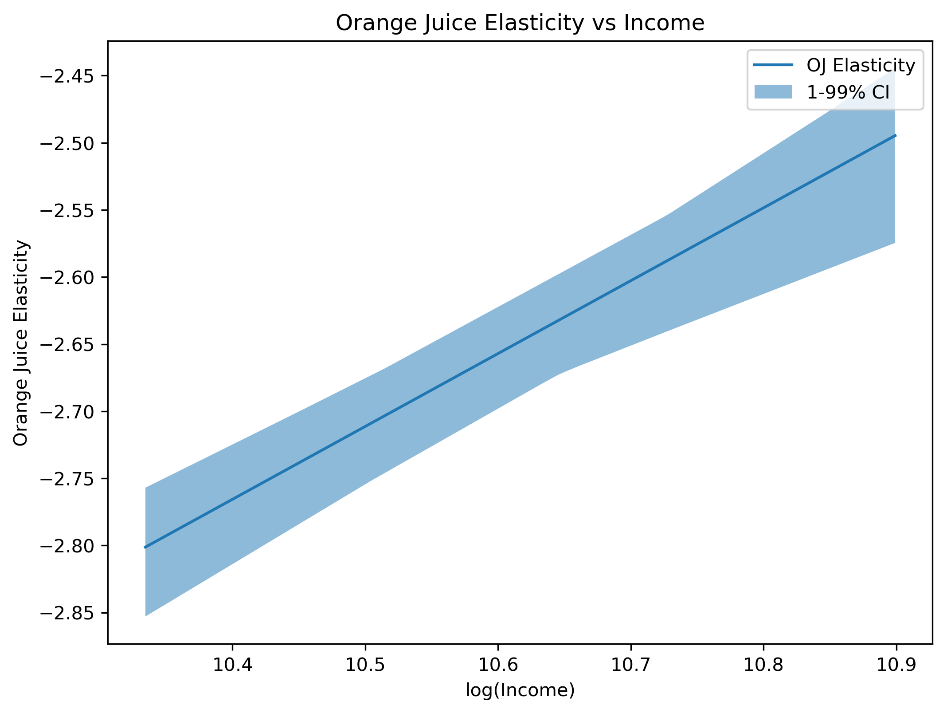 Orange Juice Elasticity vs Income
OJ Elasticity
1-99% CI
−2.45
−2.50
−2.55
−2.60
−2.65
−2.70
−2.75
−2.80
−2.85
Orange Juice Elasticity
10.4 10.5 10.6 10.7 10.8 10.9
log(Income)